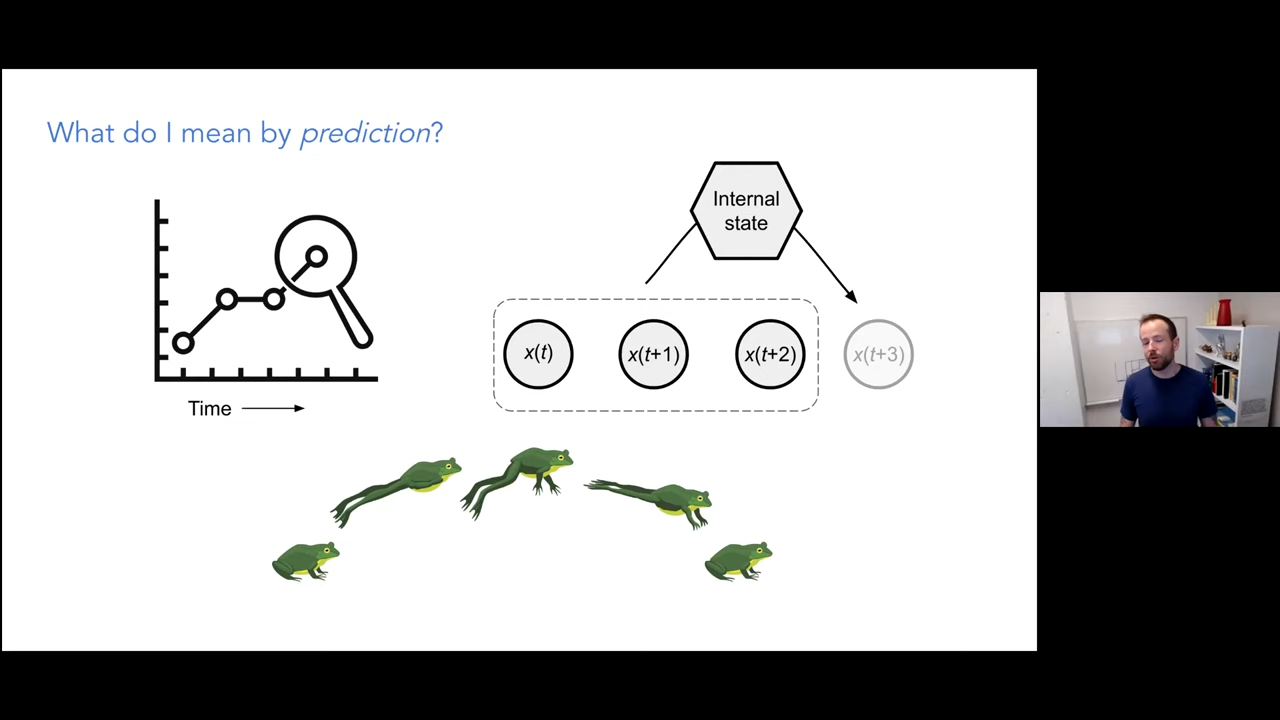 What do I mean by prediction?
Internal
state
x(t)
x(t+1)
x(t+2)
x(t+3)
Time